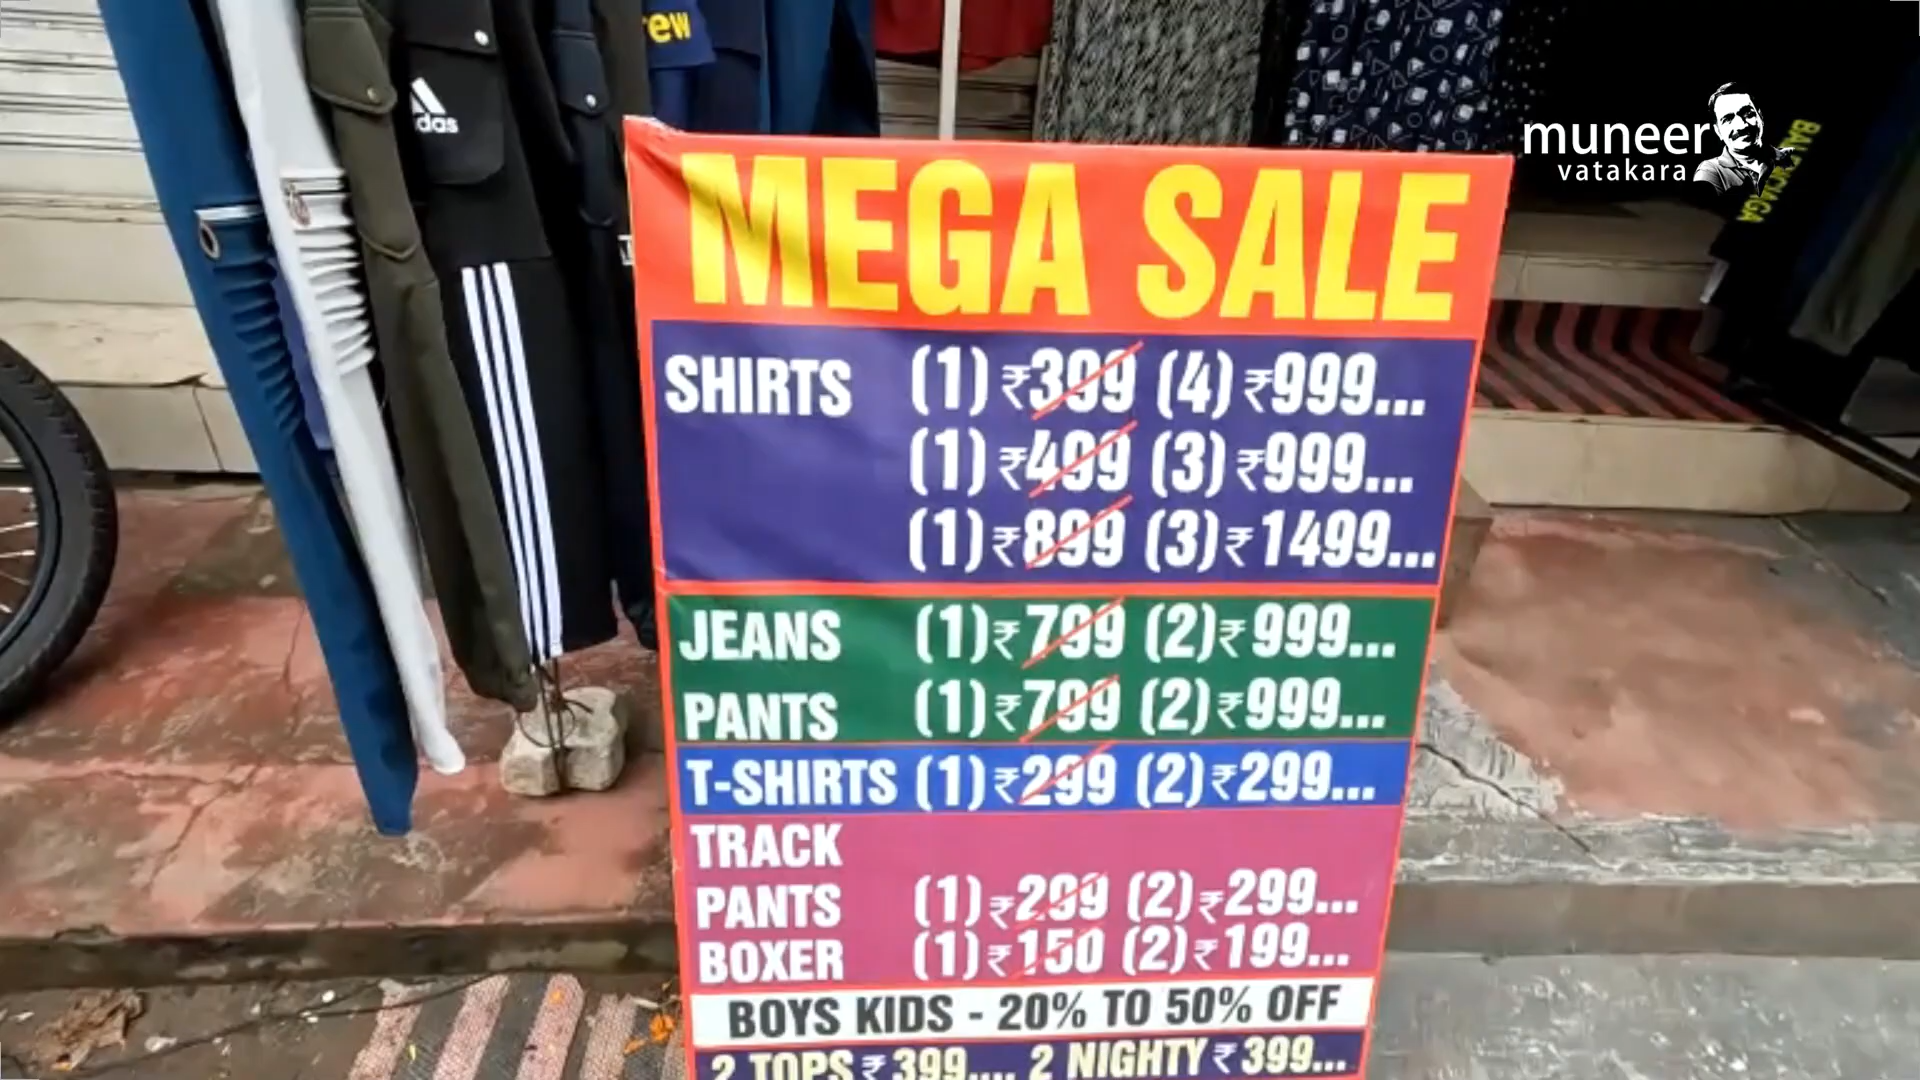 ew
das
muneer
vatakara
MEGA SALE
SHIRTS (1) ₹399 (4) ₹999...
(1) ₹499 (3) ₹999...
(1) ₹899 (3) ₹1499...
JEANS (1) ₹799 (2) ₹999...
PANTS (1) ₹799 (2) ₹999...
T-SHIRTS (1) ₹299 (2) ₹299...
TRACK
PANTS (1) ₹299 (2) ₹299...
BOXER (1) ₹150 (2) ₹199...
BOYS KIDS - 20% TO 50% OFF
2 TOPS ₹399.... 2 NIGHTY ₹399...